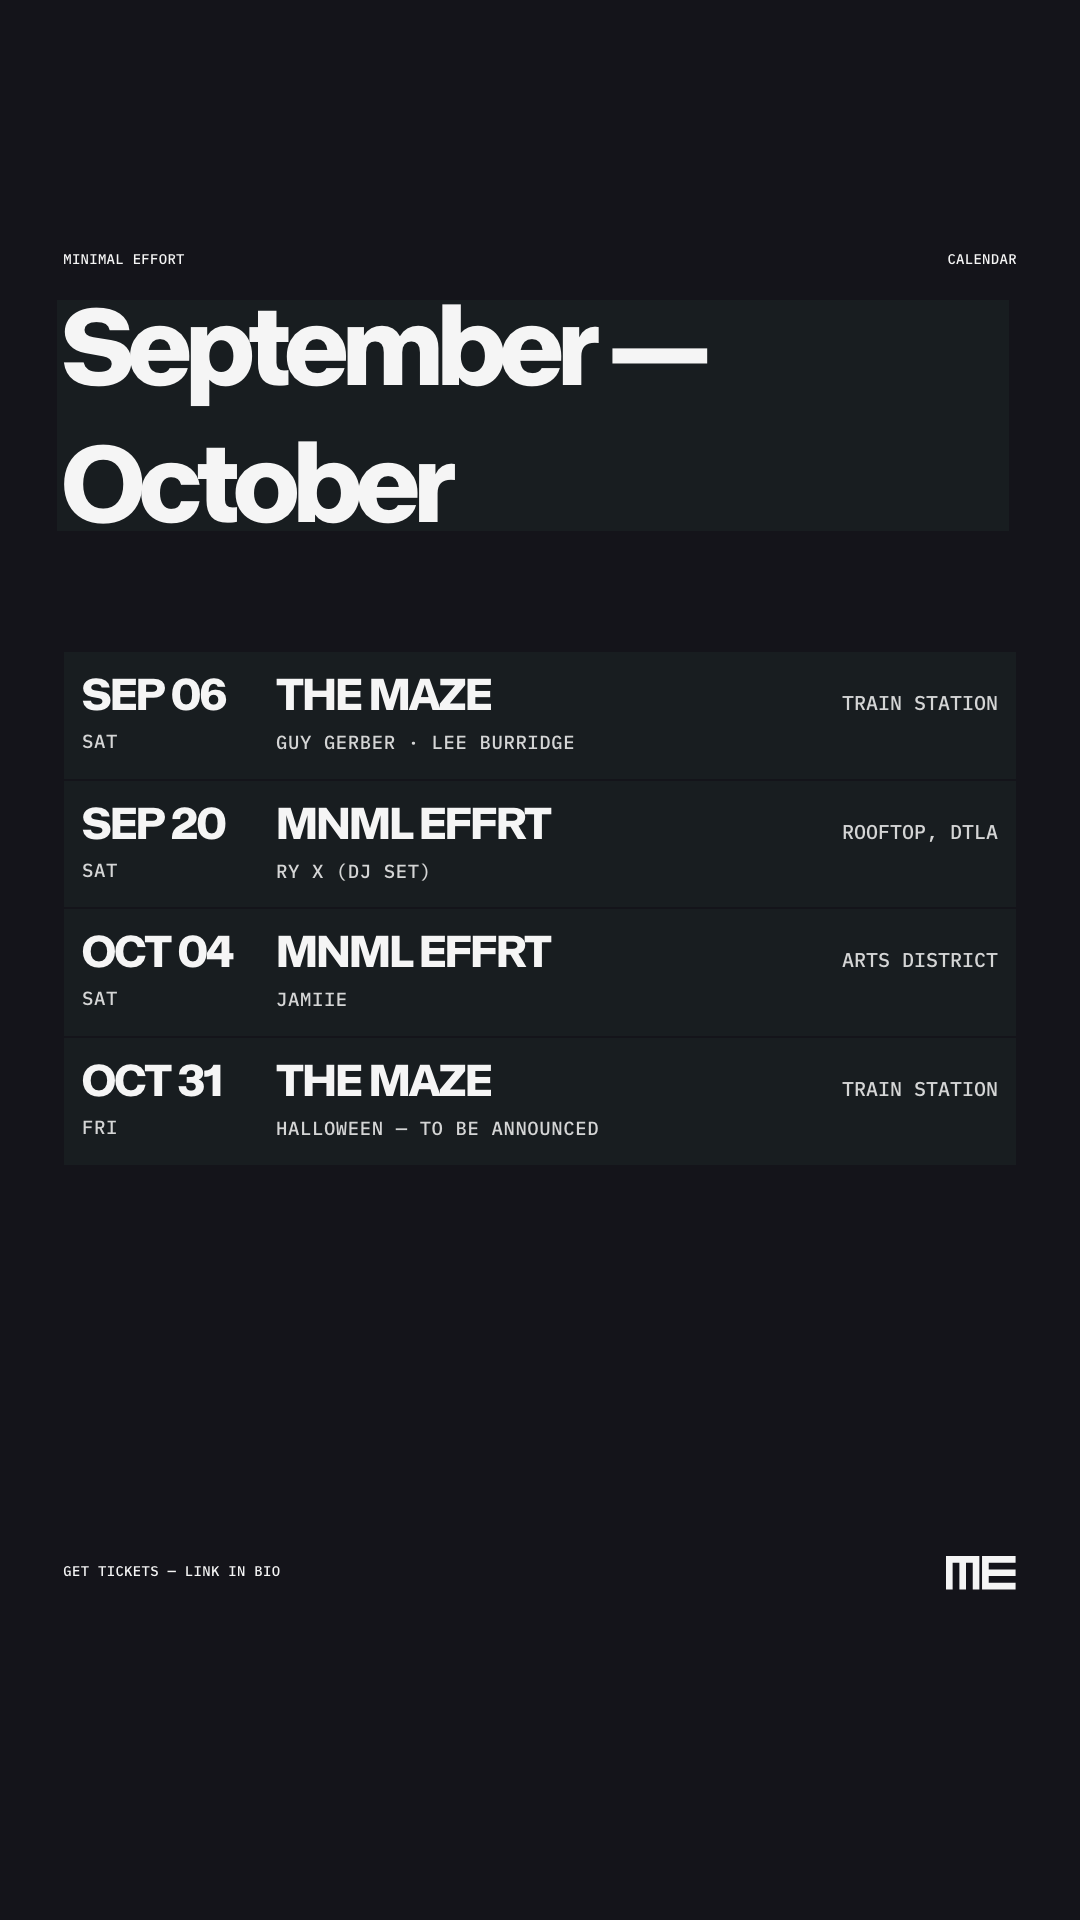 MINIMAL EFFORT
CALENDAR
September —
October
SEP 06
THE MAZE
TRAIN STATION
SAT
GUY GERBER · LEE BURRIDGE
SEP 20
MNML EFFRT
ROOFTOP, DTLA
SAT
RY X (DJ SET)
OCT 04
MNML EFFRT
ARTS DISTRICT
SAT
JAMIIE
OCT 31
THE MAZE
TRAIN STATION
FRI
HALLOWEEN — TO BE ANNOUNCED
GET TICKETS — LINK IN BIO
ME